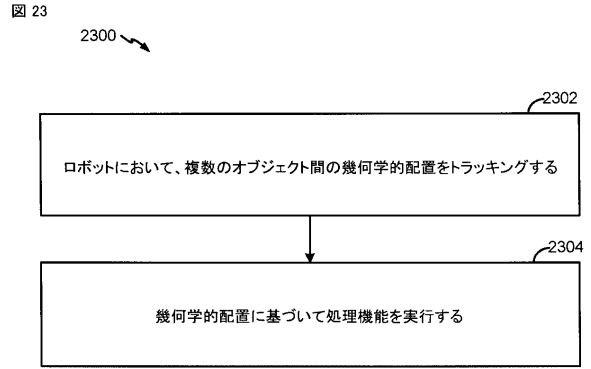 図 23
2300
2302
ロボットにおいて、複数のオブジェクト間の幾何学的配置をトラッキングする
2304
幾何学的配置に基づいて処理機能を実行する